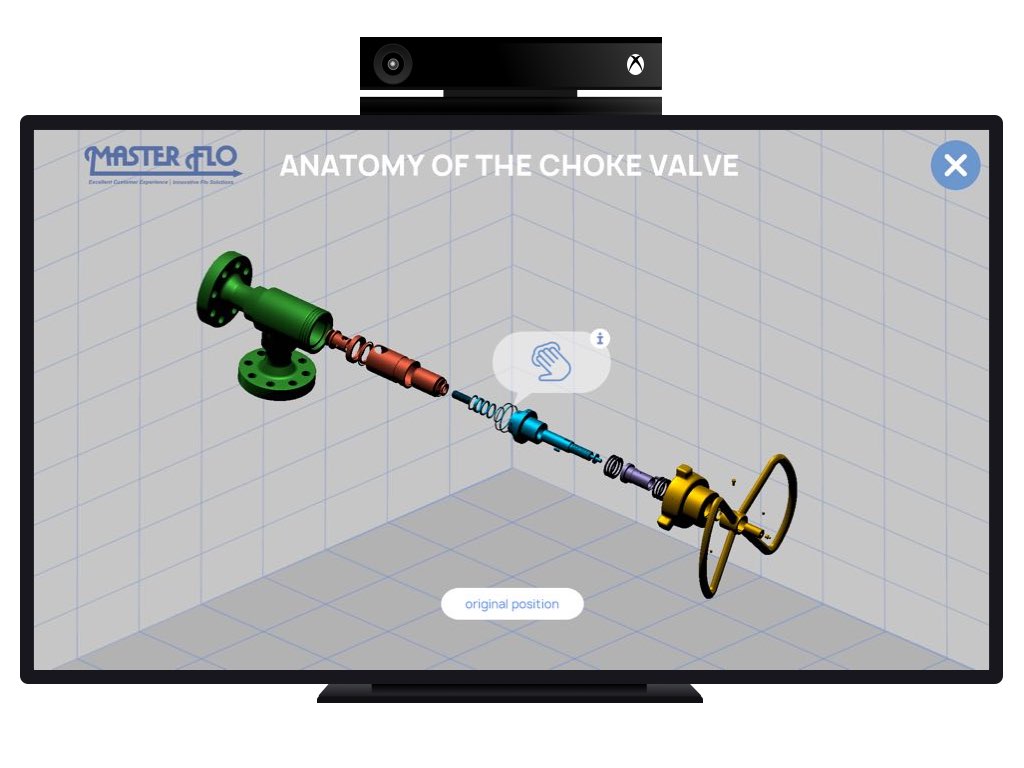 MASTER FLO
Excellent Customer Experience | Innovative Flo Solutions
ANATOMY OF THE CHOKE VALVE
i
original position